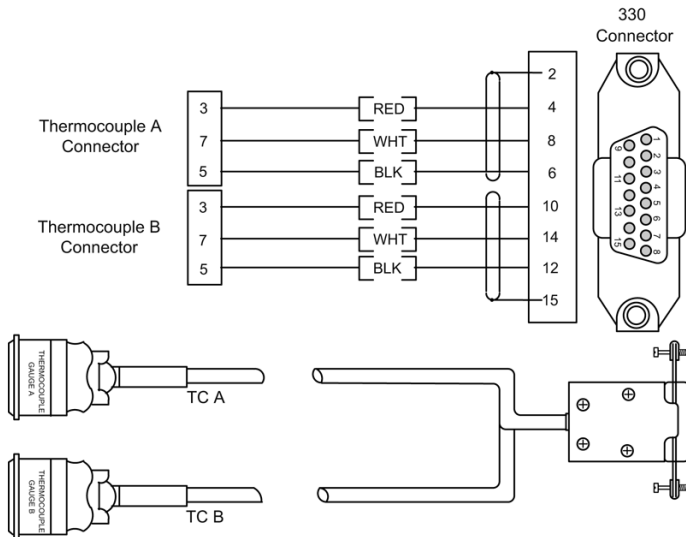 330
Connector
2
Thermocouple A
Connector
3 RED 4
7 WHT 8
5 BLK 6
Thermocouple B
Connector
3 RED 10
7 WHT 14
5 BLK 12
15
1
2
3
4
5
6
7
8
9
11
13
15
THERMOCOUPLE
GAUGE A
TC A
THERMOCOUPLE
GAUGE B
TC B